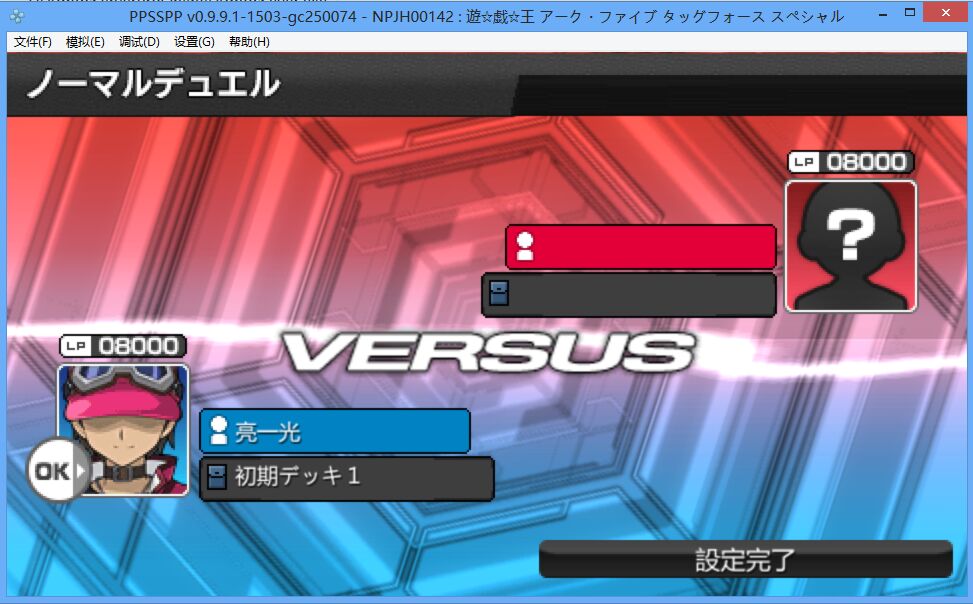 PPSSPP v0.9.9.1-1503-gc250074 - NPJH00142 : 遊☆戯☆王 アーク・ファイブ タッグフォース スペシャル
文件(F) 模拟(E) 调试(D) 设置(G) 帮助(H)
ノーマルデュエル
LP 08000
?
VERSUS
LP 08000
亮一光
OK
初期デッキ1
設定完了